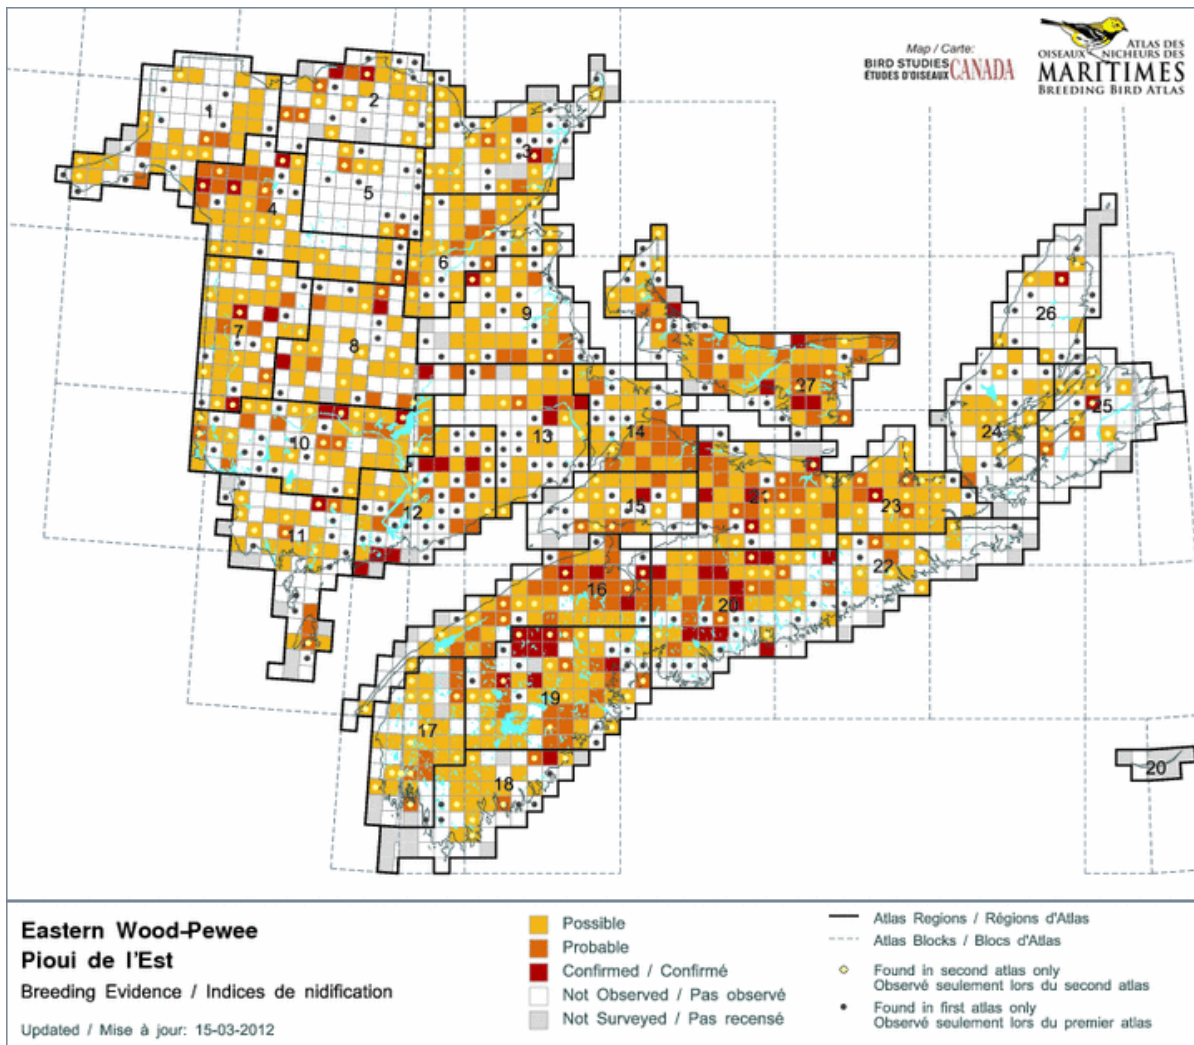 Map / Carte:
BIRD STUDIES
ÉTUDES D'OISEAUX CANADA
ATLAS DES
OISEAUX NICHEURS DES
MARITIMES
BREEDING BIRD ATLAS
1
2
3
4
5
6
7
8
9
10
11
12
13
14
15
16
17
18
19
20
21
22
23
24
25
26
27
20
Eastern Wood-Pewee
Pioui de l'Est
Breeding Evidence / Indices de nidification
Updated / Mise à jour: 15-03-2012
Possible
Probable
Confirmed / Confirmé
Not Observed / Pas observé
Not Surveyed / Pas recensé
Atlas Regions / Régions d'Atlas
Atlas Blocks / Blocs d'Atlas
Found in second atlas only
Observé seulement lors du second atlas
Found in first atlas only
Observé seulement lors du premier atlas